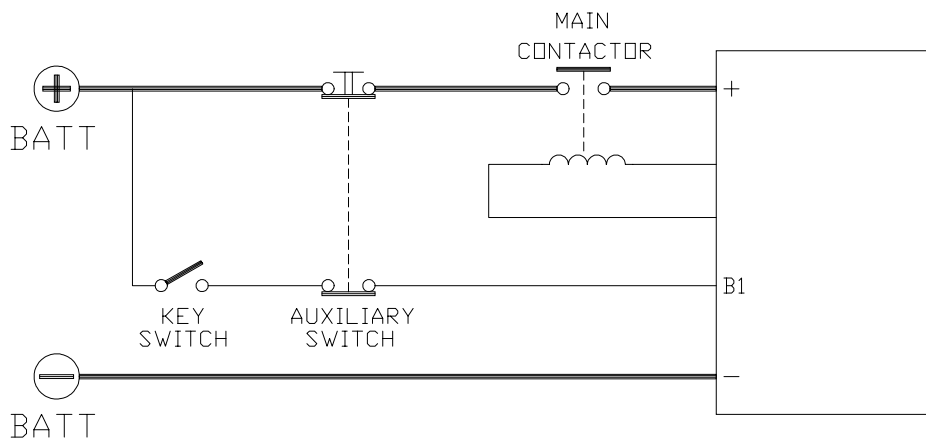 MAIN
CONTACTOR
+
+
BATT
B1
KEY
SWITCH
AUXILIARY
SWITCH
−
−
BATT